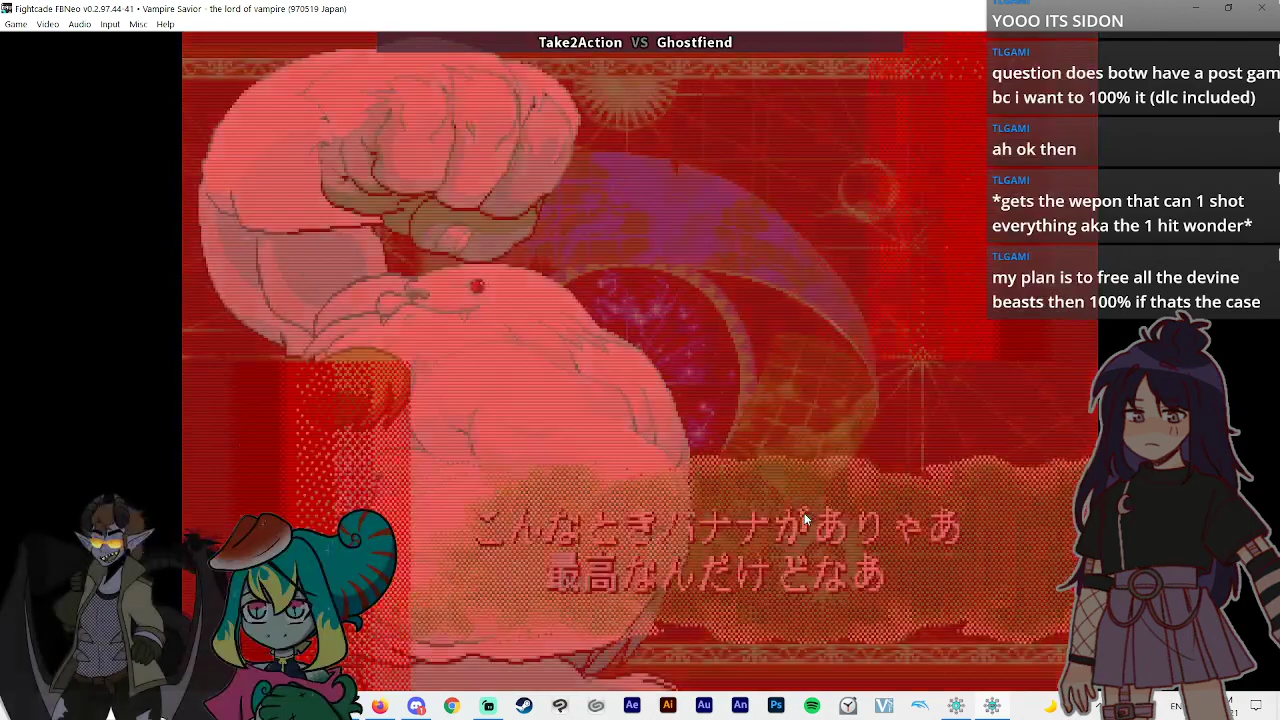 Fightcade FBNeo v0.2.97.44-41 • Vampire Savior - the lord of vampire (970519 Japan)
Game Video Audio Input Misc Help
Take2Action VS Ghostfiend
YOOO ITS SIDON
TLGAMI
question does botw have a post gam
bc i want to 100% it (dlc included)
TLGAMI
ah ok then
TLGAMI
*gets the wepon that can 1 shot
everything aka the 1 hit wonder*
TLGAMI
my plan is to free all the devine
beasts then 100% if thats the case
こんなときバナナがありゃあ
最高なんだけどなあ
Ae Ai Au An Ps
EN